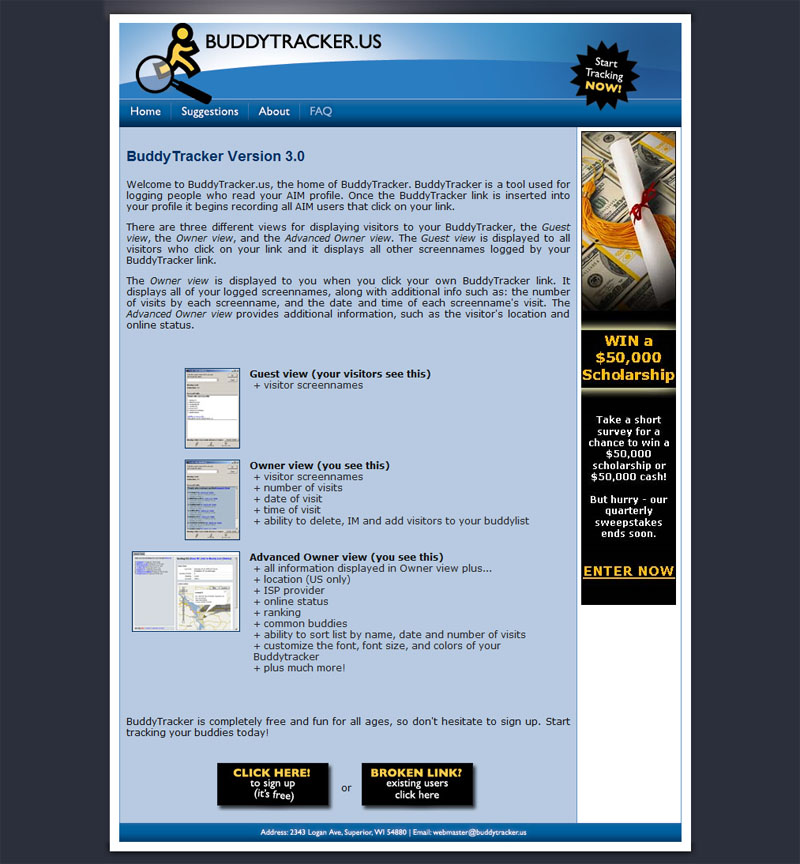 BUDDYTRACKER.US
Start
Tracking
NOW!
Home
Suggestions
About
FAQ
BuddyTracker Version 3.0
Welcome to BuddyTracker.us, the home of BuddyTracker. BuddyTracker is a tool used for
logging people who read your AIM profile. Once the BuddyTracker link is inserted into
your profile it begins recording all AIM users that click on your link.
There are three different views for displaying visitors to your BuddyTracker, the Guest
view, the Owner view, and the Advanced Owner view. The Guest view is displayed to all
visitors who click on your link and it displays all other screennames logged by your
BuddyTracker link.
The Owner view is displayed to you when you click your own BuddyTracker link. It
displays all of your logged screennames, along with additional info such as: the number
of visits by each screenname, and the date and time of each screenname's visit. The
Advanced Owner view provides additional information, such as the visitor's location and
online status.
Guest view (your visitors see this)
+ visitor screennames
Owner view (you see this)
+ visitor screennames
+ number of visits
+ date of visit
+ time of visit
+ ability to delete, IM and add visitors to your buddylist
Advanced Owner view (you see this)
+ all information displayed in Owner view plus...
+ location (US only)
+ ISP provider
+ online status
+ ranking
+ common buddies
+ ability to sort list by name, date and number of visits
+ customize the font, font size, and colors of your
Buddytracker
+ plus much more!
BuddyTracker is completely free and fun for all ages, so don't hesitate to sign up. Start
tracking your buddies today!
CLICK HERE!
to sign up
(it's free)
or
BROKEN LINK?
existing users
click here
WIN a
$50,000
Scholarship
Take a short
survey for a
chance to win a
$50,000
scholarship or
$50,000 cash!
But hurry - our
quarterly
sweepstakes
ends soon.
ENTER NOW
Address: 2343 Logan Ave, Superior, WI 54880 | Email: webmaster@buddytracker.us